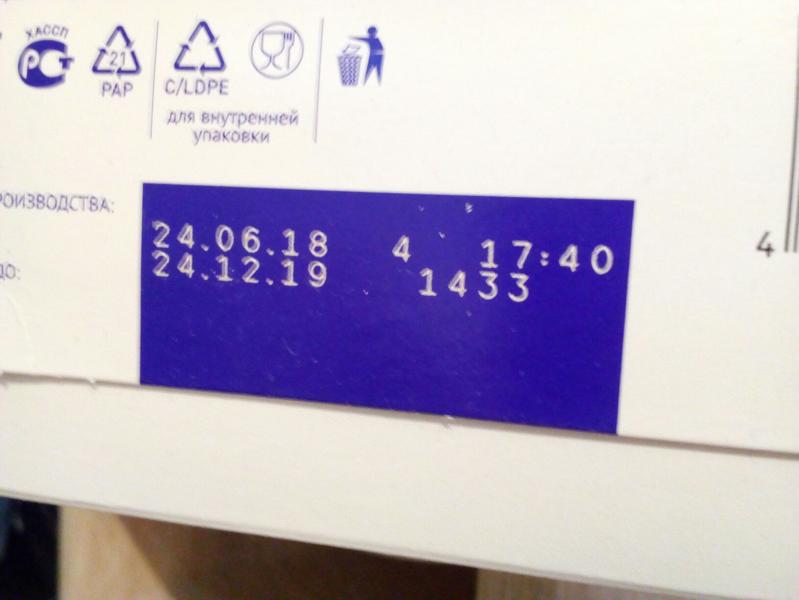 ХАССП
РСТ
21
PAP
C/LDPE
для внутренней
упаковки
РОИЗВОДСТВА:
ДО:
24.06.18 4 17:40
24.12.19 1433
4